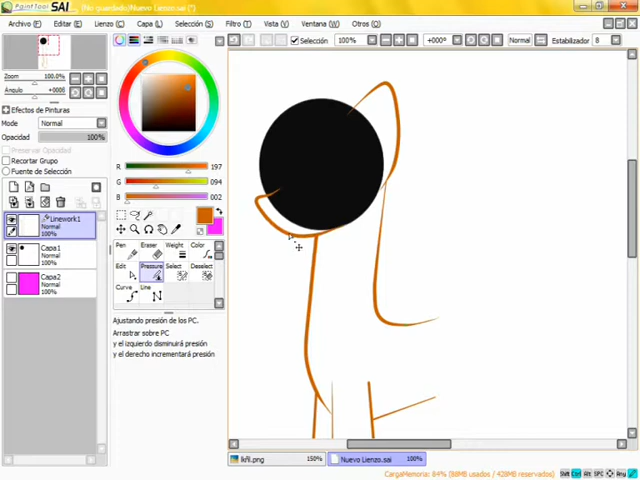 PaintTool SAI (No guardado)Nuevo Lienzo.sai (*)
Archivo (F) Editar (E) Lienzo (C) Capa (L) Selección (S) Filtro (T) Vista (V) Ventana (W) Otros (O)
Selección 100% +000° Normal Estabilizador 8
Zoom 100.0%
Ángulo +000°
Efectos de Pinturas
Mode Normal
Opacidad 100%
Preservar Opacidad
Recortar Grupo
Fuente de Selección
R 197
G 094
B 002
Linework1
Normal
100%
Capa1
Normal
100%
Capa2
Normal
100%
Pen Eraser Weight Color
Edit Pressure Select Deselect
Curve Line
Ajustando presión de los PC.
Arrastrar sobre PC
y el izquierdo disminuirá presión
y el derecho incrementará presión
lkñl.png 150% Nuevo Lienzo.sai 100%
CargaMemoria: 84% (98MB usados / 428MB reservados)
Shft Ctrl Alt SPC Any